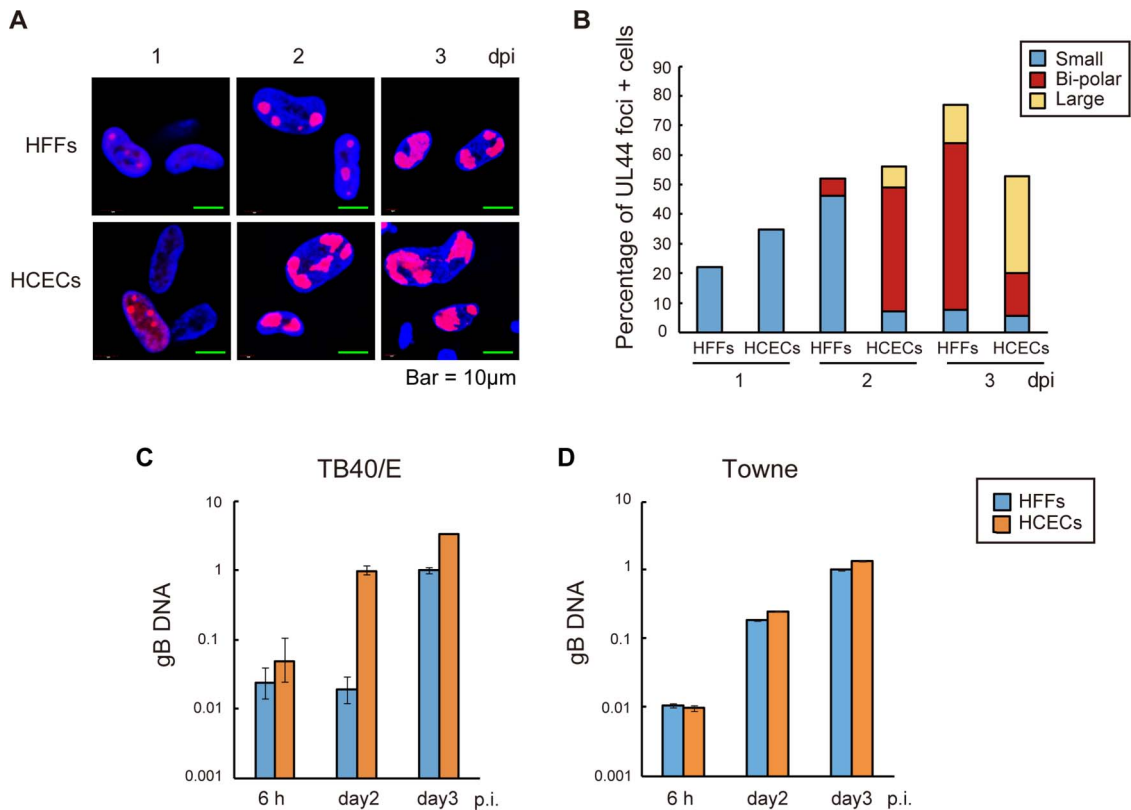 A
1 2 3 dpi
HFFs
HCECs
Bar = 10μm
B
Small
Bi-polar
Large
Percentage of UL44 foci + cells
90
80
70
60
50
40
30
20
10
0
HFFs HCECs HFFs HCECs HFFs HCECs
1 2 3 dpi
C
TB40/E
gB DNA
10
1
0.1
0.01
0.001
6 h day2 day3 p.i.
D
Towne
gB DNA
10
1
0.1
0.01
0.001
6 h day2 day3 p.i.
HFFs
HCECs